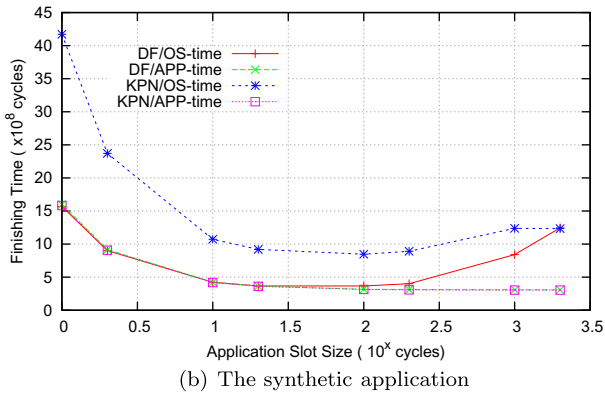 45
40
35
30
25
20
15
10
5
0
Finishing Time ( x10^8 cycles)
DF/OS-time
DF/APP-time
KPN/OS-time
KPN/APP-time
0 0.5 1 1.5 2 2.5 3 3.5
Application Slot Size ( 10^x cycles)
(b) The synthetic application